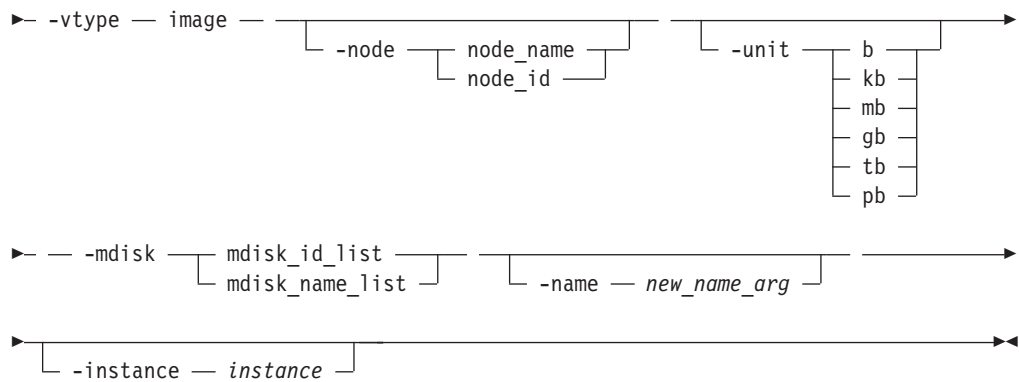 -vtype image
-node node_name -unit b
node_id kb
mb
gb
tb
pb
-mdisk mdisk_id_list
mdisk_name_list -name new_name_arg
-instance instance